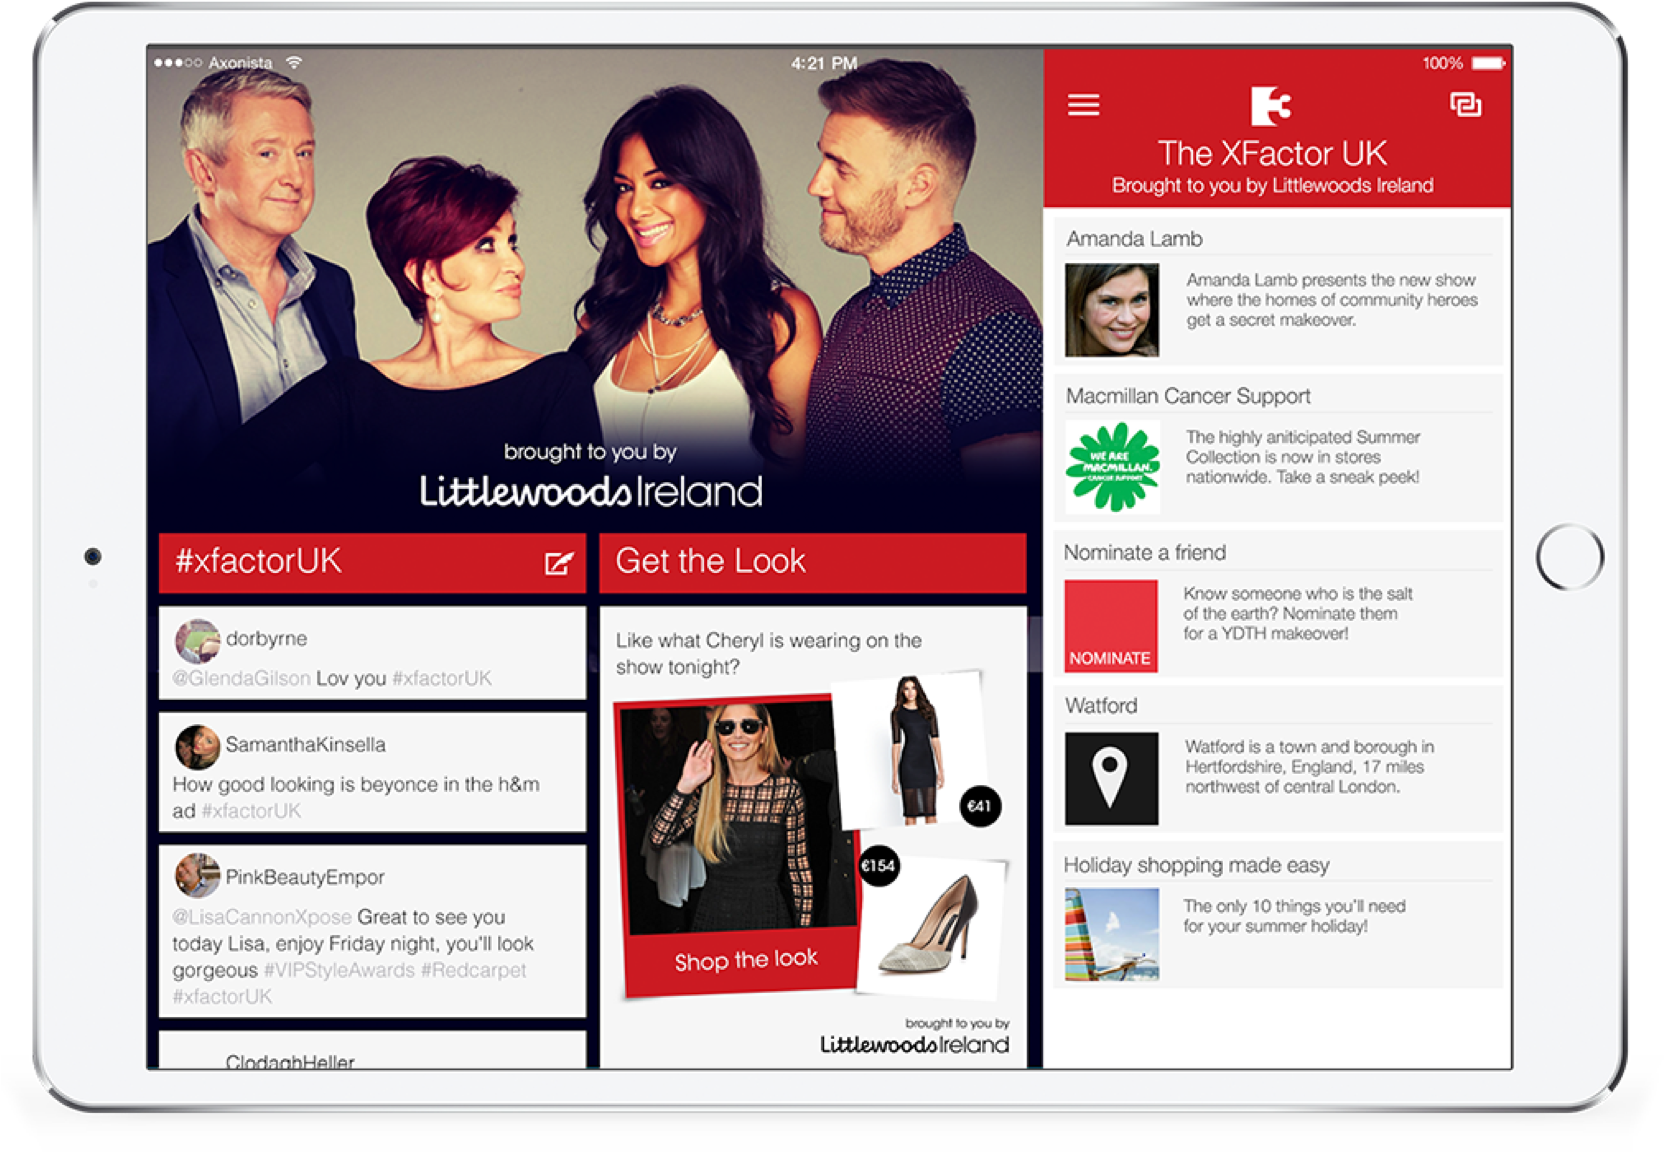 Axonista
4:21 PM
100%
brought to you by
Littlewoods Ireland
#xfactorUK
dorbyrne
@GlendaGilson Lov you #xfactorUK
SamanthaKinsella
How good looking is beyonce in the h&m
ad #xfactorUK
PinkBeautyEmpor
@LisaCannonXpose Great to see you
today Lisa, enjoy Friday night, you'll look
gorgeous #VIPStyleAwards #Redcarpet
#xfactorUK
ClodaghHeller
Get the Look
Like what Cheryl is wearing on the
show tonight?
€41
€154
Shop the look
brought to you by
Littlewoods Ireland
3
The XFactor UK
Brought to you by Littlewoods Ireland
Amanda Lamb
Amanda Lamb presents the new show
where the homes of community heroes
get a secret makeover.
Macmillan Cancer Support
WE ARE
MACMILLAN.
CANCER SUPPORT
The highly aniticipated Summer
Collection is now in stores
nationwide. Take a sneak peek!
Nominate a friend
NOMINATE
Know someone who is the salt
of the earth? Nominate them
for a YDTH makeover!
Watford
Watford is a town and borough in
Hertfordshire, England, 17 miles
northwest of central London.
Holiday shopping made easy
The only 10 things you'll need
for your summer holiday!